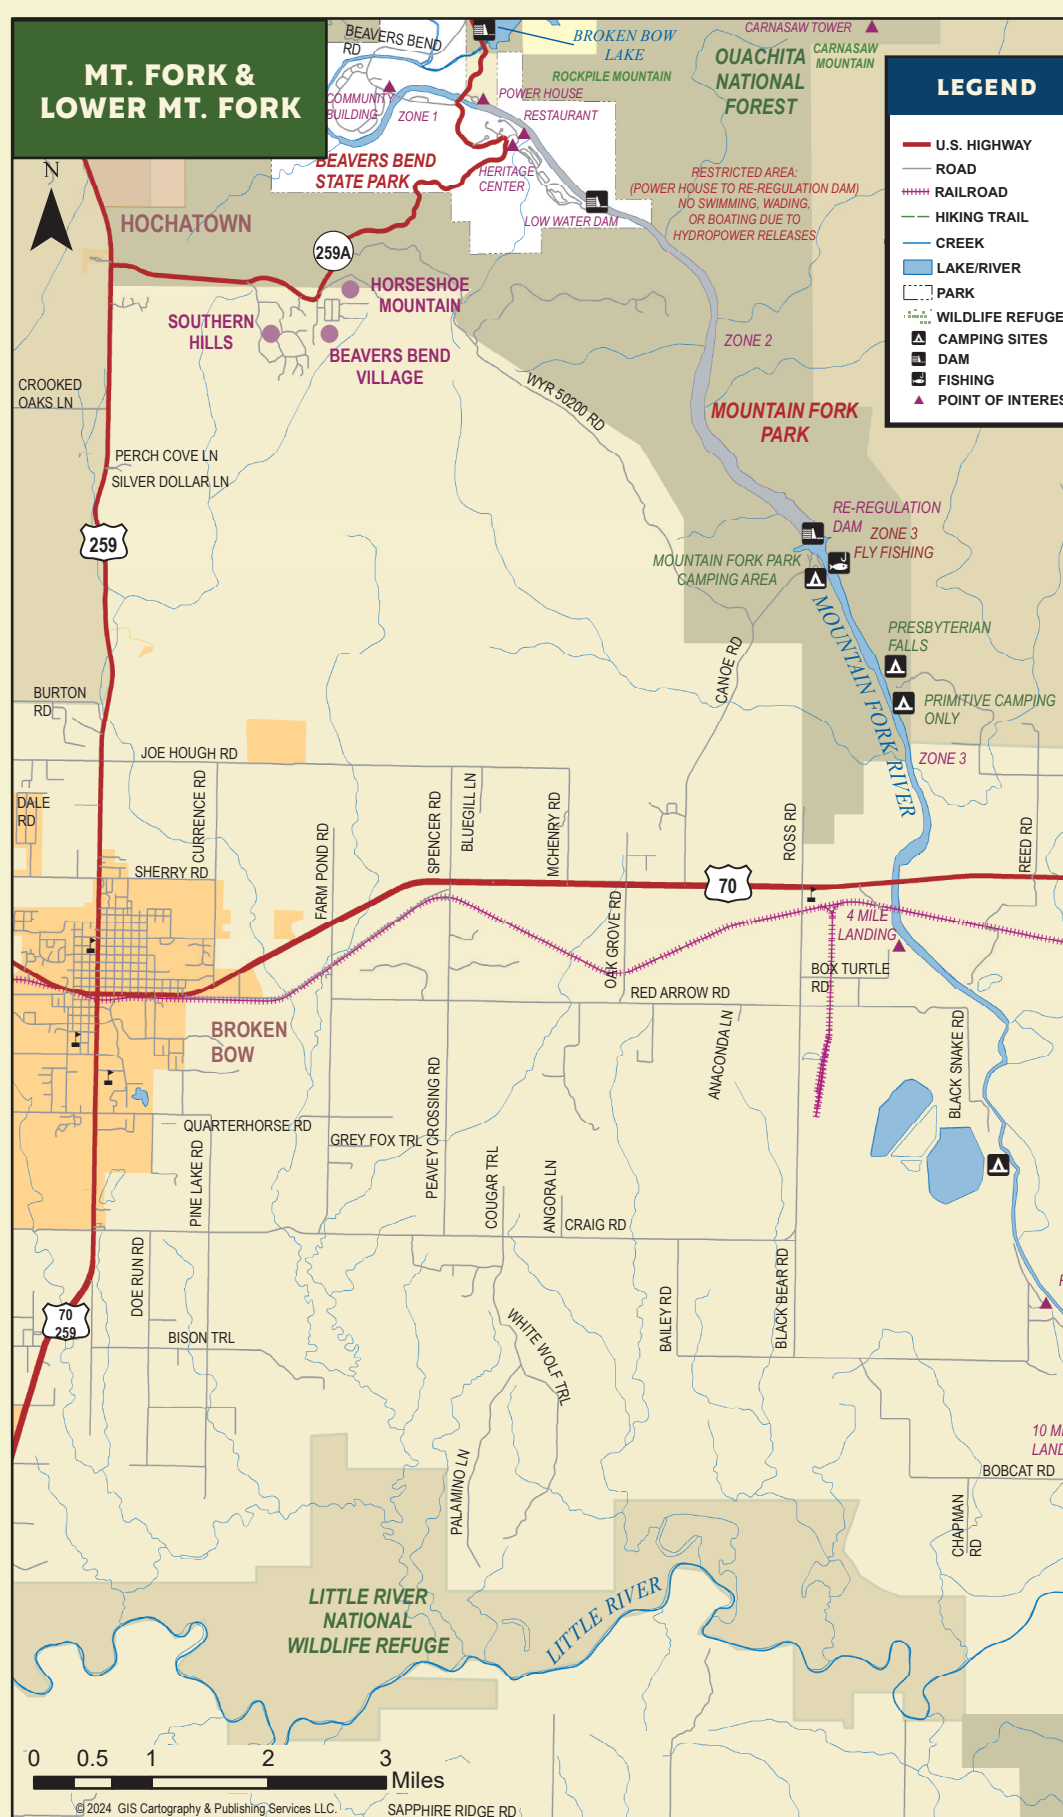 MT. FORK &
LOWER MT. FORK
BEAVERS BEND
RD
BROKEN BOW
LAKE
CARNASAW TOWER
OUACHITA
NATIONAL
FOREST
CARNASAW
MOUNTAIN
ROCKPILE MOUNTAIN
COMMUNITY
BUILDING
ZONE 1
POWER HOUSE
RESTAURANT
BEAVERS BEND
STATE PARK
HERITAGE
CENTER
LOW WATER DAM
RESTRICTED AREA:
(POWER HOUSE TO RE-REGULATION DAM)
NO SWIMMING, WADING,
OR BOATING DUE TO
HYDROPOWER RELEASES
LEGEND
U.S. HIGHWAY
ROAD
RAILROAD
HIKING TRAIL
CREEK
LAKE/RIVER
PARK
WILDLIFE REFUGE
CAMPING SITES
DAM
FISHING
POINT OF INTERES
N
HOCHATOWN
259A
HORSESHOE
MOUNTAIN
SOUTHERN
HILLS
BEAVERS BEND
VILLAGE
ZONE 2
CROOKED
OAKS LN
WYR 50200 RD
MOUNTAIN FORK
PARK
PERCH COVE LN
SILVER DOLLAR LN
259
RE-REGULATION
DAM
ZONE 3
FLY FISHING
MOUNTAIN FORK PARK
CAMPING AREA
MOUNTAIN FORK RIVER
PRESBYTERIAN
FALLS
CANOE RD
PRIMITIVE CAMPING
ONLY
BURTON
RD
JOE HOUGH RD
ZONE 3
DALE
RD
CURRENCE RD
SPENCER RD
BLUEGILL LN
MCHENRY RD
ROSS RD
REED RD
FARM POND RD
SHERRY RD
70
OAK GROVE RD
4 MILE
LANDING
BOX TURTLE
RD
RED ARROW RD
BROKEN
BOW
ANACONDA LN
BLACK SNAKE RD
PEAVEY CROSSING RD
QUARTERHORSE RD
GREY FOX TRL
PINE LAKE RD
COUGAR TRL
ANGORA LN
CRAIG RD
DOE RUN RD
BAILEY RD
BLACK BEAR RD
70
259
BISON TRL
WHITE WOLF TRL
PALAMINO LN
10 MI
LAND
BOBCAT RD
CHAPMAN
RD
LITTLE RIVER
NATIONAL
WILDLIFE REFUGE
LITTLE RIVER
0 0.5 1 2 3
Miles
© 2024 GIS Cartography & Publishing Services LLC.
SAPPHIRE RIDGE RD